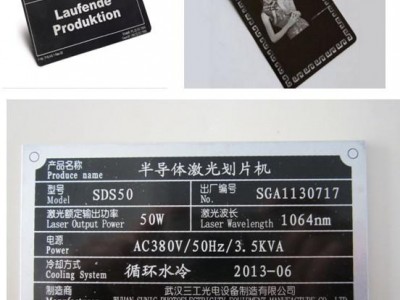 Laufende
Produktion
产品名称 半导体激光划片机
Produce name
型号 SDS50 出厂编号 SGA1130717
Model No.
激光额定输出功率 50W 激光波长 1064nm
Laser Output Power Laser Wavelength
电源 AC380V/50Hz/3.5KVA
Power
冷却方式 循环水冷 2013-06
Cooling System
制造商 武汉三工光电设备制造有限公司